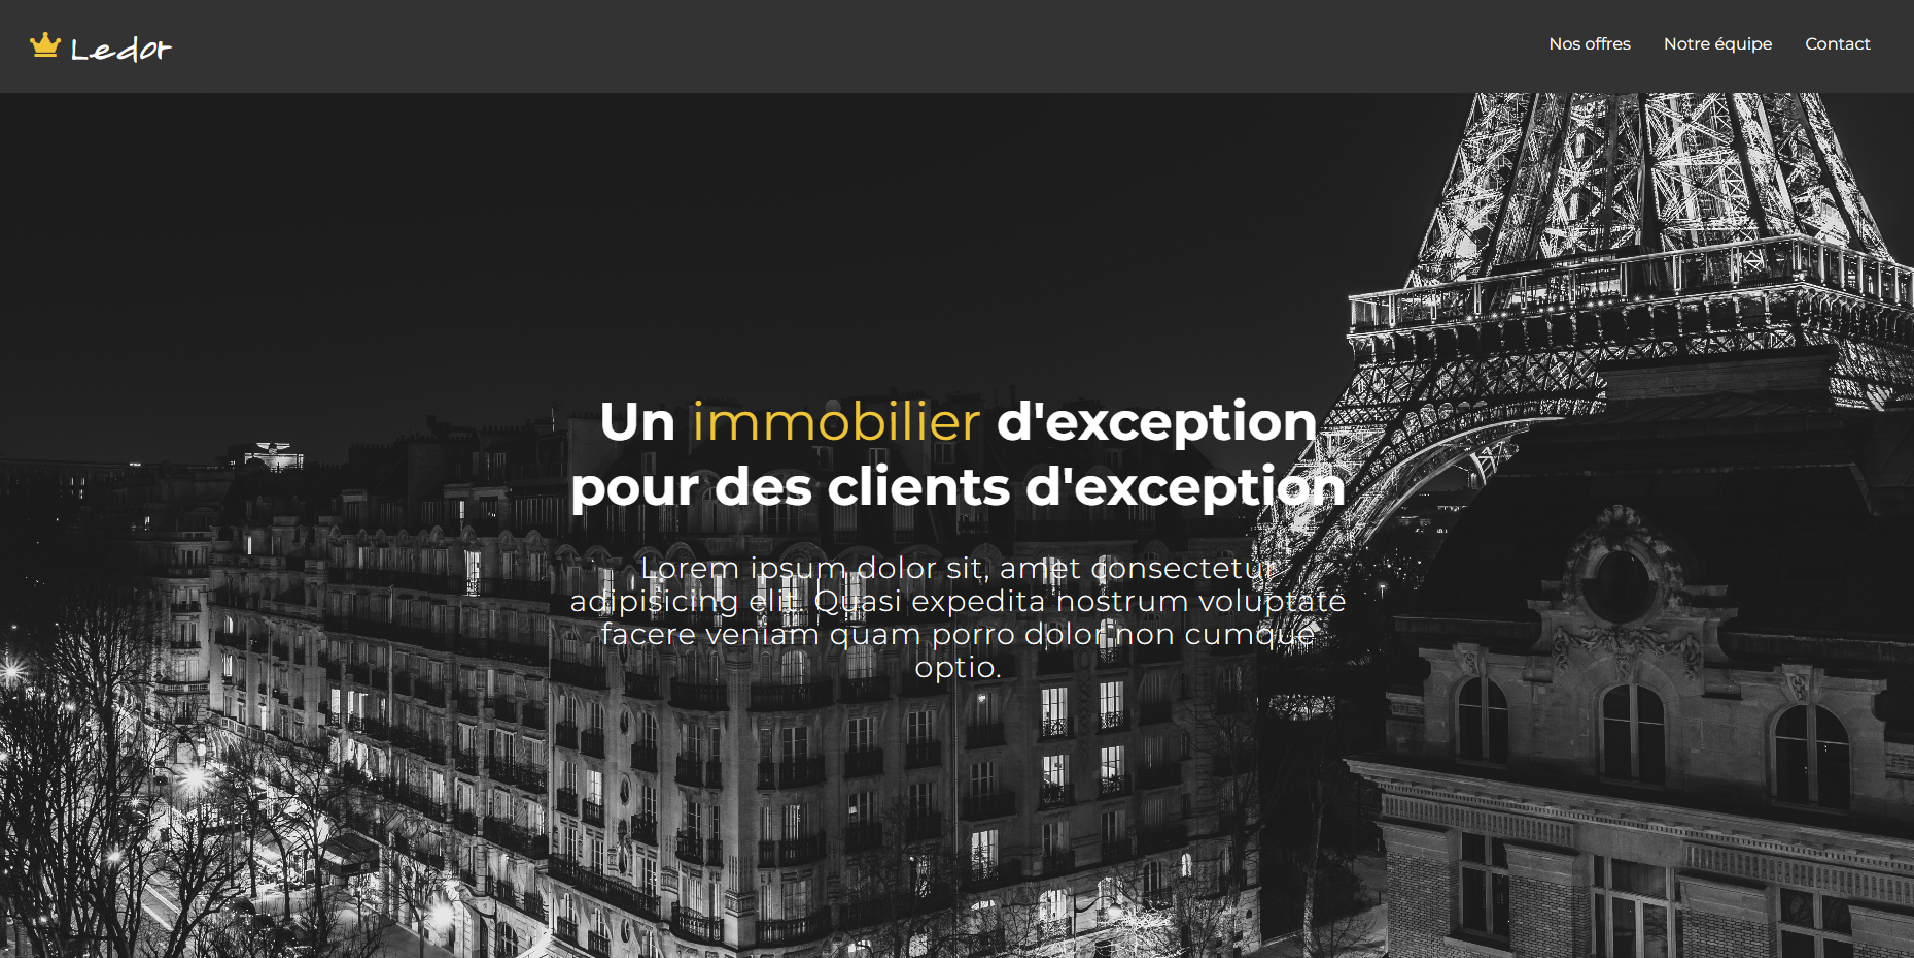 Ledor
Nos offres
Notre équipe
Contact
Un immobilier d'exception
pour des clients d'exception
Lorem ipsum dolor sit, amet consectetur
adipisicing elit. Quasi expedita nostrum voluptate
facere veniam quam porro dolor non cumque
optio.